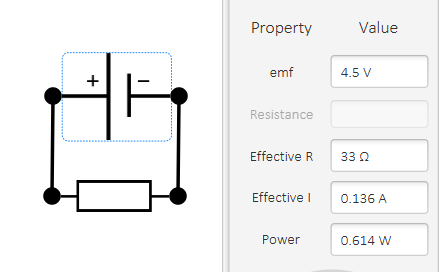 + −
Property Value
emf 4.5 V
Resistance
Effective R 33 Ω
Effective I 0.136 A
Power 0.614 W